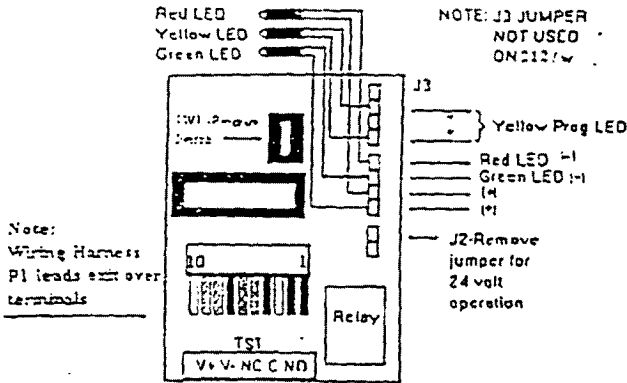 Red LED
Yellow LED
Green LED
NOTE: J3 JUMPER
NOT USED
ON
J3
Yellow Prog LED
Red LED (-)
Green LED (-)
(+)
(+)
J2-Remove
jumper for
24 volt
operation
Note:
Wiring Harness
P1 leads exit over
terminals
10 1
Relay
TST
V+ V- NC C NO